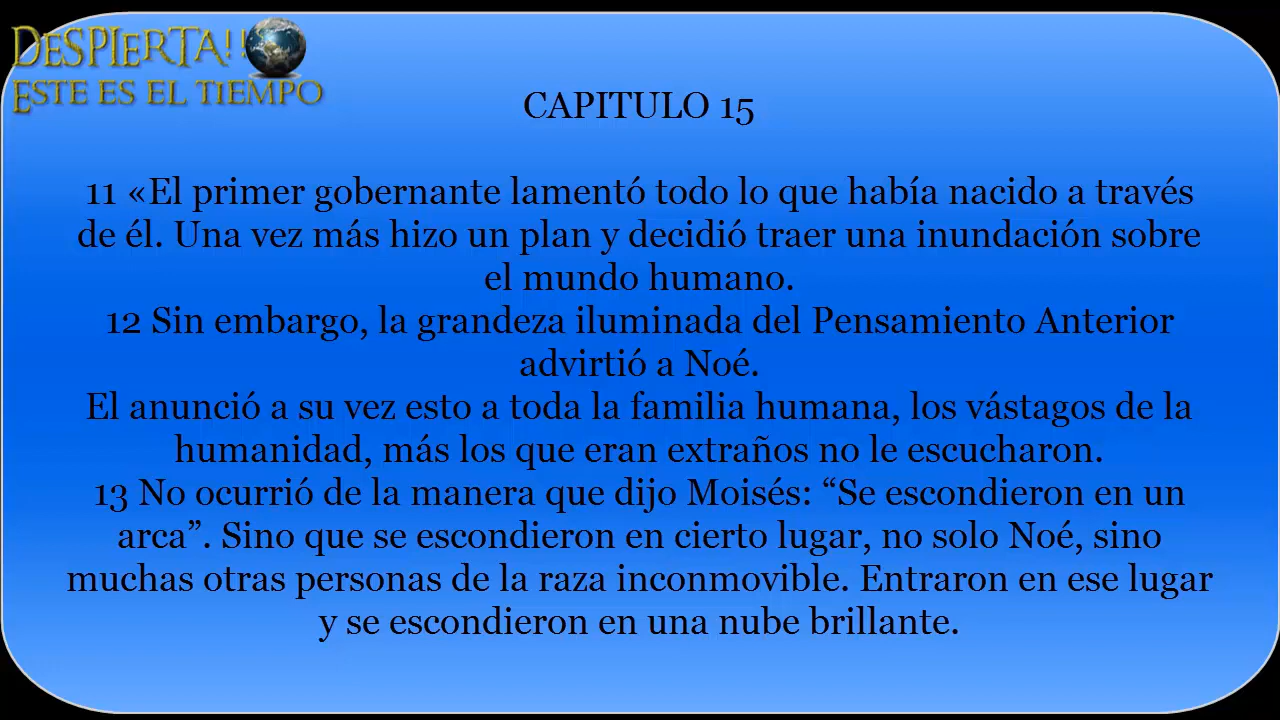 DESPIERTA!!
ESTE ES EL TIEMPO
CAPITULO 15
11 «El primer gobernante lamentó todo lo que había nacido a través
de él. Una vez más hizo un plan y decidió traer una inundación sobre
el mundo humano.
12 Sin embargo, la grandeza iluminada del Pensamiento Anterior
advirtió a Noé.
El anunció a su vez esto a toda la familia humana, los vástagos de la
humanidad, más los que eran extraños no le escucharon.
13 No ocurrió de la manera que dijo Moisés: “Se escondieron en un
arca”. Sino que se escondieron en cierto lugar, no solo Noé, sino
muchas otras personas de la raza inconmovible. Entraron en ese lugar
y se escondieron en una nube brillante.